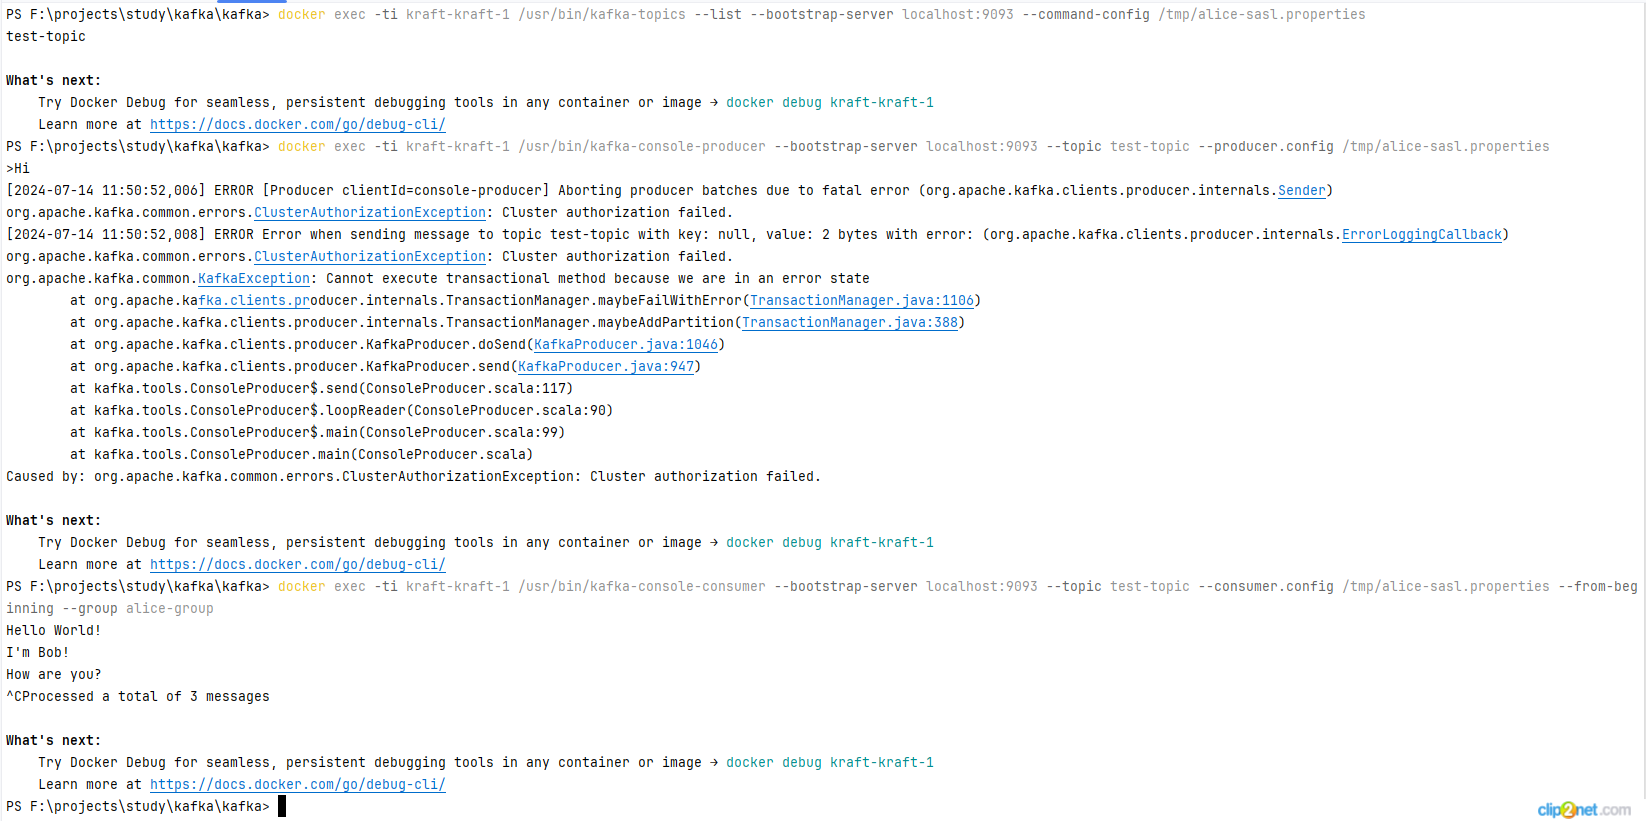 PS F:\projects\study\kafka\kafka> docker exec -ti kraft-kraft-1 /usr/bin/kafka-topics --list --bootstrap-server localhost:9093 --command-config /tmp/alice-sasl.properties
test-topic
What's next:
Try Docker Debug for seamless, persistent debugging tools in any container or image → docker debug kraft-kraft-1
Learn more at https://docs.docker.com/go/debug-cli/
PS F:\projects\study\kafka\kafka> docker exec -ti kraft-kraft-1 /usr/bin/kafka-console-producer --bootstrap-server localhost:9093 --topic test-topic --producer.config /tmp/alice-sasl.properties
>Hi
[2024-07-14 11:50:52,006] ERROR [Producer clientId=console-producer] Aborting producer batches due to fatal error (org.apache.kafka.clients.producer.internals.Sender)
org.apache.kafka.common.errors.ClusterAuthorizationException: Cluster authorization failed.
[2024-07-14 11:50:52,008] ERROR Error when sending message to topic test-topic with key: null, value: 2 bytes with error: (org.apache.kafka.clients.producer.internals.ErrorLoggingCallback)
org.apache.kafka.common.errors.ClusterAuthorizationException: Cluster authorization failed.
org.apache.kafka.common.KafkaException: Cannot execute transactional method because we are in an error state
at org.apache.kafka.clients.producer.internals.TransactionManager.maybeFailWithError(TransactionManager.java:1106)
at org.apache.kafka.clients.producer.internals.TransactionManager.maybeAddPartition(TransactionManager.java:388)
at org.apache.kafka.clients.producer.KafkaProducer.doSend(KafkaProducer.java:1046)
at org.apache.kafka.clients.producer.KafkaProducer.send(KafkaProducer.java:947)
at kafka.tools.ConsoleProducer$.send(ConsoleProducer.scala:117)
at kafka.tools.ConsoleProducer$.loopReader(ConsoleProducer.scala:90)
at kafka.tools.ConsoleProducer$.main(ConsoleProducer.scala:99)
at kafka.tools.ConsoleProducer.main(ConsoleProducer.scala)
Caused by: org.apache.kafka.common.errors.ClusterAuthorizationException: Cluster authorization failed.
What's next:
Try Docker Debug for seamless, persistent debugging tools in any container or image → docker debug kraft-kraft-1
Learn more at https://docs.docker.com/go/debug-cli/
PS F:\projects\study\kafka\kafka> docker exec -ti kraft-kraft-1 /usr/bin/kafka-console-consumer --bootstrap-server localhost:9093 --topic test-topic --consumer.config /tmp/alice-sasl.properties --from-beg
inning --group alice-group
Hello World!
I'm Bob!
How are you?
^CProcessed a total of 3 messages
What's next:
Try Docker Debug for seamless, persistent debugging tools in any container or image → docker debug kraft-kraft-1
Learn more at https://docs.docker.com/go/debug-cli/
PS F:\projects\study\kafka\kafka>
clip2net.com